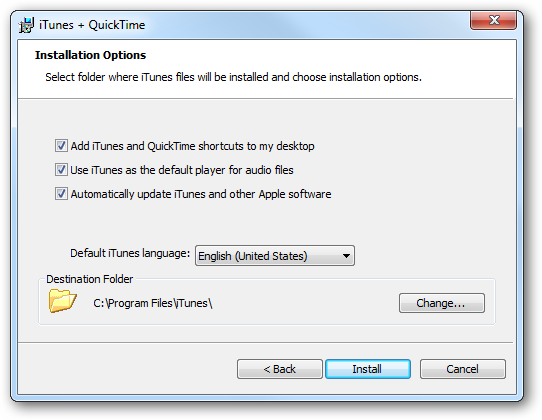 iTunes + QuickTime
Installation Options
Select folder where iTunes files will be installed and choose installation options.
Add iTunes and QuickTime shortcuts to my desktop
Use iTunes as the default player for audio files
Automatically update iTunes and other Apple software
Default iTunes language: English (United States)
Destination Folder
C:\Program Files\iTunes\ Change...
< Back Install Cancel